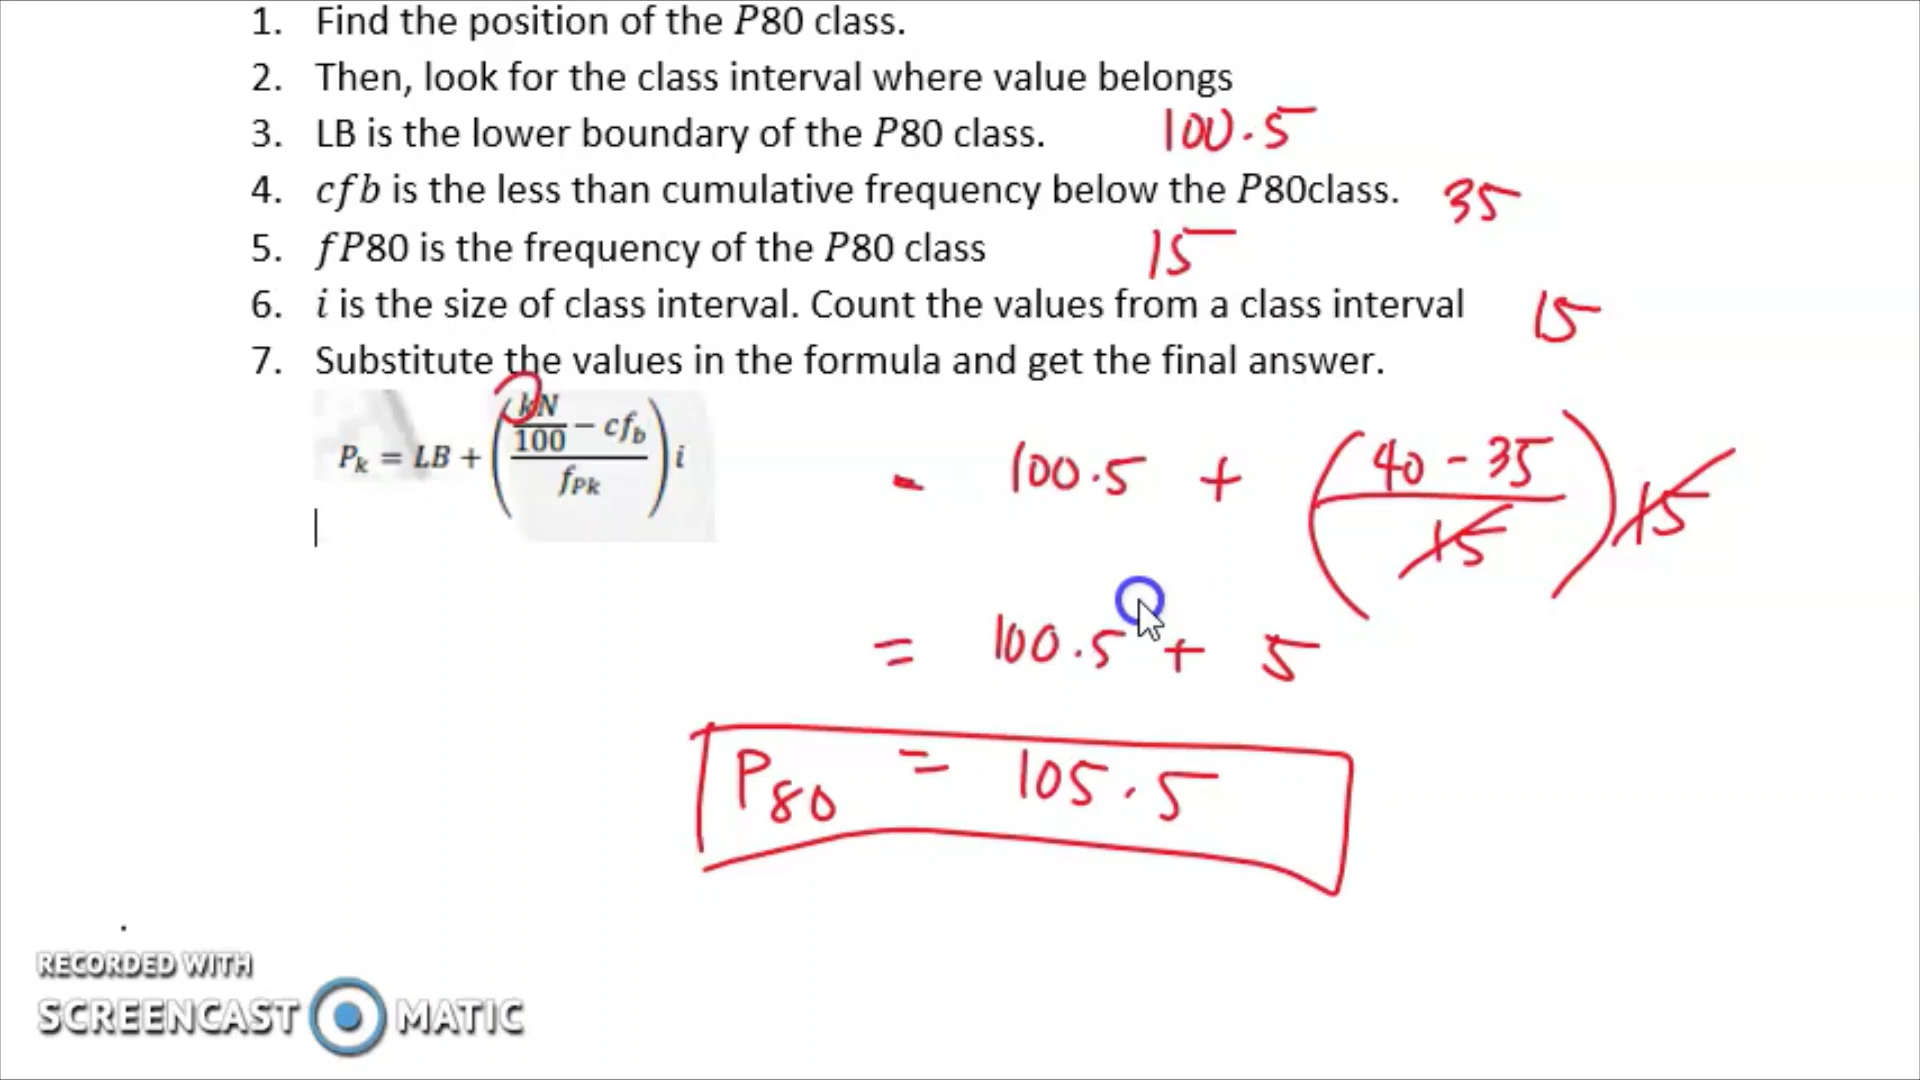 1. Find the position of the P80 class.
2. Then, look for the class interval where value belongs
3. LB is the lower boundary of the P80 class. 100.5
4. cfb is the less than cumulative frequency below the P80class. 35
5. fP80 is the frequency of the P80 class 15
6. i is the size of class interval. Count the values from a class interval 15
7. Substitute the values in the formula and get the final answer.
Pk = LB + (kN/100 − cfb / fPk) i
- 100.5 + (40 - 35 / 15) 15
= 100.5 + 5
P80 = 105.5
RECORDED WITH
SCREENCAST MATIC